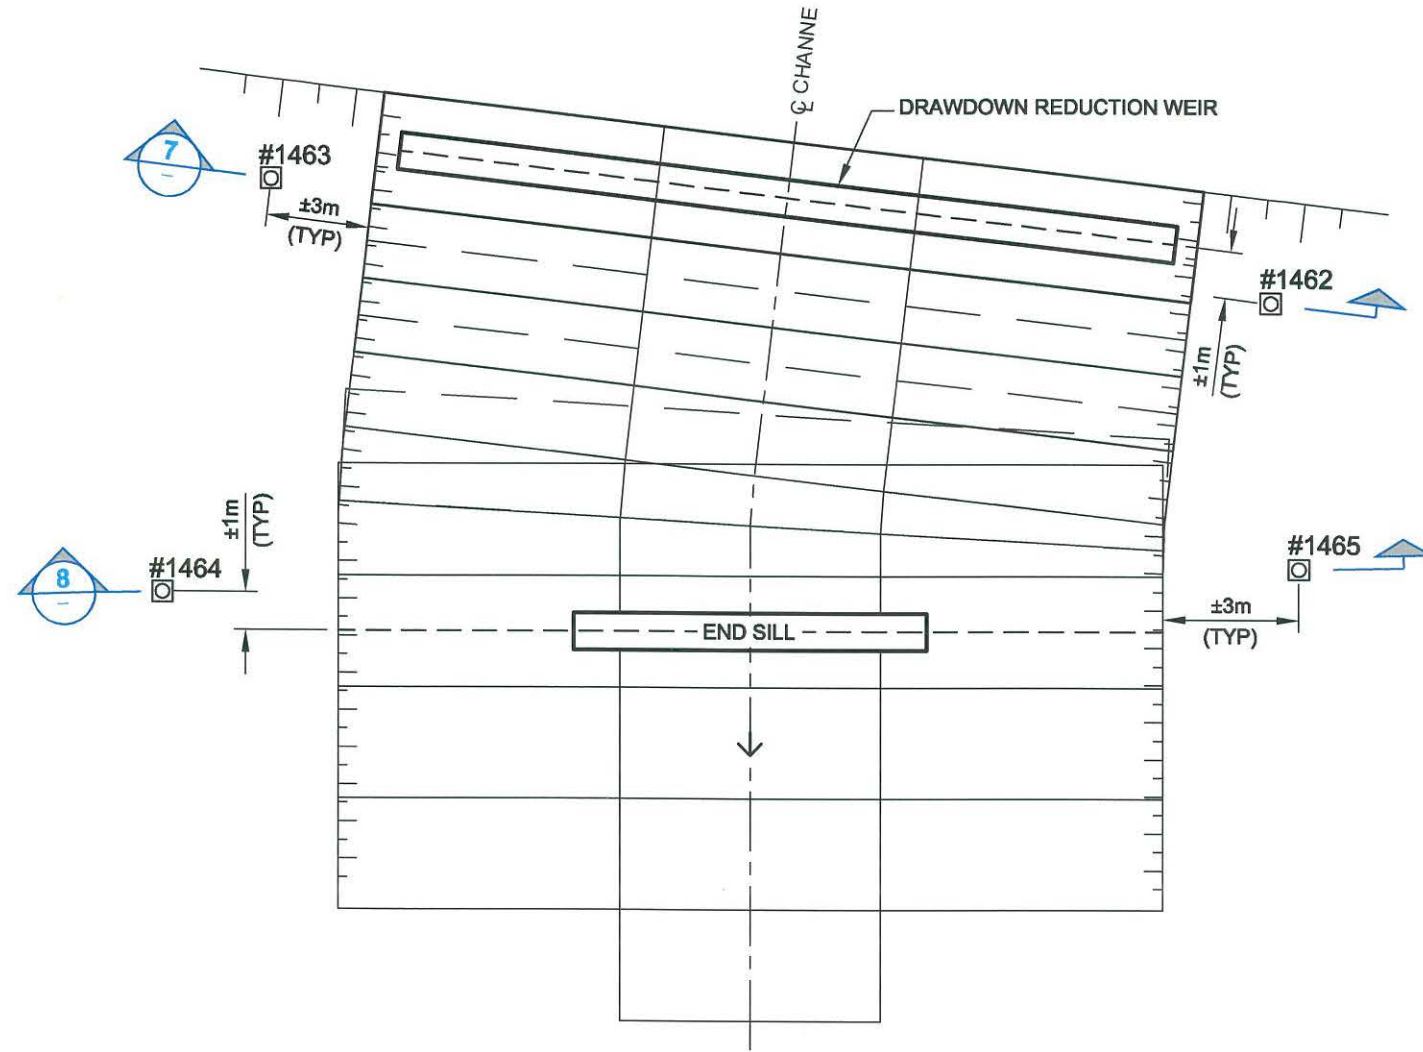 ℄ CHANNE
DRAWDOWN REDUCTION WEIR
7
–
#1463
±3m
(TYP)
#1462
±1m
(TYP)
±1m
(TYP)
#1464
8
–
#1465
±3m
(TYP)
END SILL